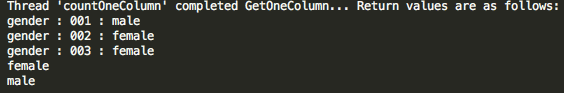 Thread 'countOneColumn' completed GetOneColumn... Return values are as follows:
gender : 001 : male
gender : 002 : female
gender : 003 : female
female
male